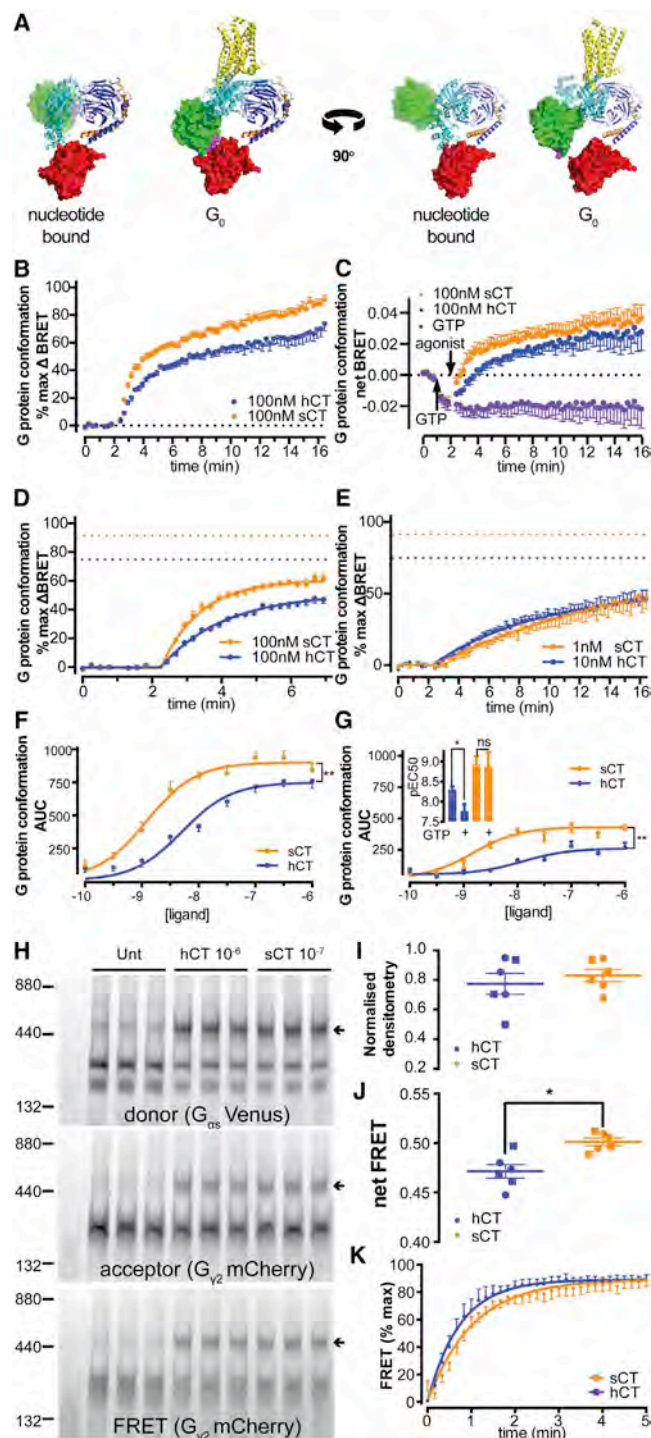 A
nucleotide bound
G0
90°
nucleotide bound
G0
B
G protein conformation
% max Δ BRET
100
80
60
40
20
0
100nM hCT
100nM sCT
0 2 4 6 8 10 12 14 16
time (min)
C
G protein conformation
net BRET
0.04
0.02
0.00
-0.02
100nM sCT
100nM hCT
GTP
agonist
GTP
0 2 4 6 8 10 12 14 16
time (min)
D
G protein conformation
% max ΔBRET
100
80
60
40
20
0
100nM sCT
100nM hCT
0 2 4 6
time (min)
E
G protein conformation
% max ΔBRET
100
50
0
1nM sCT
10nM hCT
0 2 4 6 8 10 12 14 16
time (min)
F
G protein conformation
AUC
1000
750
500
250
**
sCT
hCT
-10 -9 -8 -7 -6
[ligand]
G
G protein conformation
AUC
1000
750
500
250
pEC50
9.5
9.0
8.5
8.0
7.5
* ns
GTP + +
sCT
hCT
**
-10 -9 -8 -7 -6
[ligand]
H
Unt hCT 10-6 sCT 10-7
880
440
132
donor (Gαs Venus)
880
440
132
acceptor (Gγ2 mCherry)
880
440
132
FRET (Gγ2 mCherry)
I
Normalised
densitometry
1.0
0.8
0.6
0.4
0.2
hCT
sCT
J
net FRET
0.55
0.50
0.45
*
hCT
sCT
K
FRET (% max)
100
80
60
40
20
0
sCT
hCT
0 1 2 3 4 5
time (min)